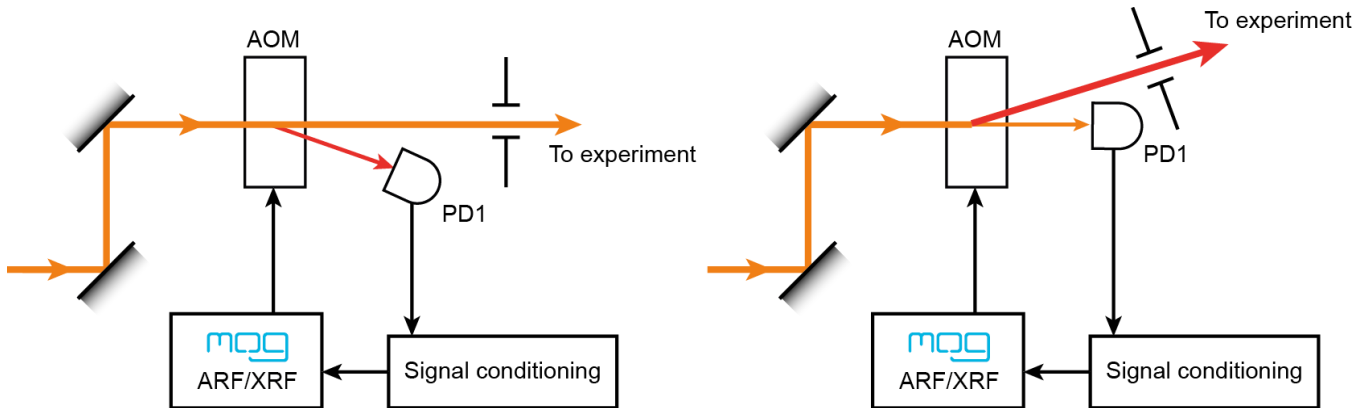 AOM
To experiment
PD1
mog
ARF/XRF
Signal conditioning
To experiment
AOM
PD1
mog
ARF/XRF
Signal conditioning